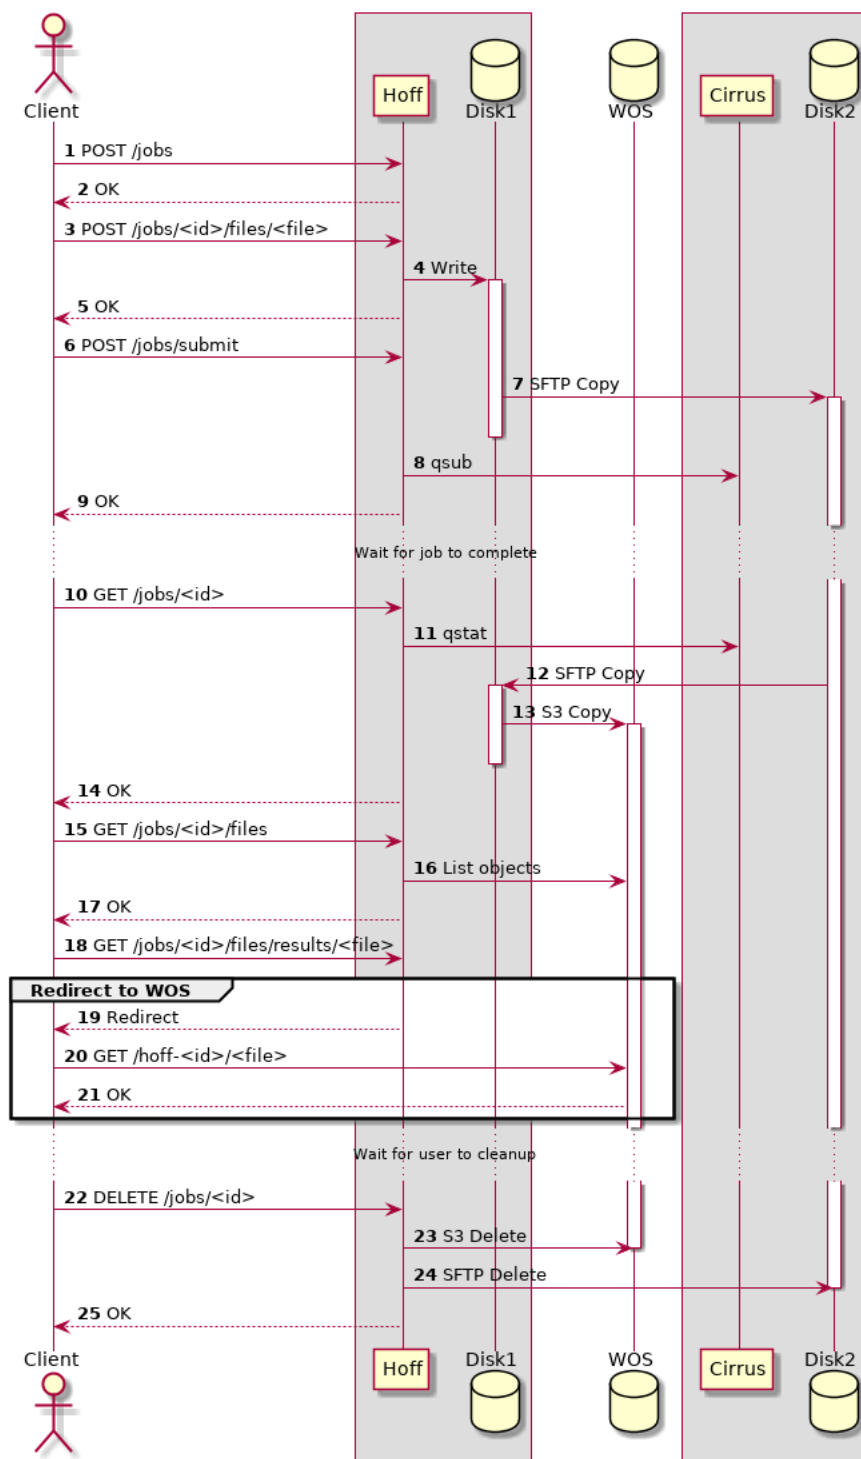 Client
Hoff
Disk1
WOS
Cirrus
Disk2
1 POST /jobs
2 OK
3 POST /jobs/<id>/files/<file>
4 Write
5 OK
6 POST /jobs/submit
7 SFTP Copy
8 qsub
9 OK
Wait for job to complete
10 GET /jobs/<id>
11 qstat
12 SFTP Copy
13 S3 Copy
14 OK
15 GET /jobs/<id>/files
16 List objects
17 OK
18 GET /jobs/<id>/files/results/<file>
Redirect to WOS
19 Redirect
20 GET /hoff-<id>/<file>
21 OK
Wait for user to cleanup
22 DELETE /jobs/<id>
23 S3 Delete
24 SFTP Delete
25 OK
Client
Hoff
Disk1
WOS
Cirrus
Disk2